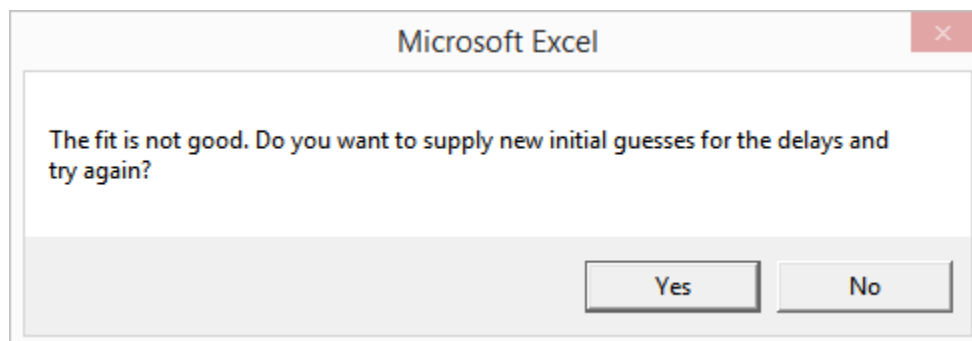 Microsoft Excel
The fit is not good. Do you want to supply new initial guesses for the delays and
try again?
Yes
No